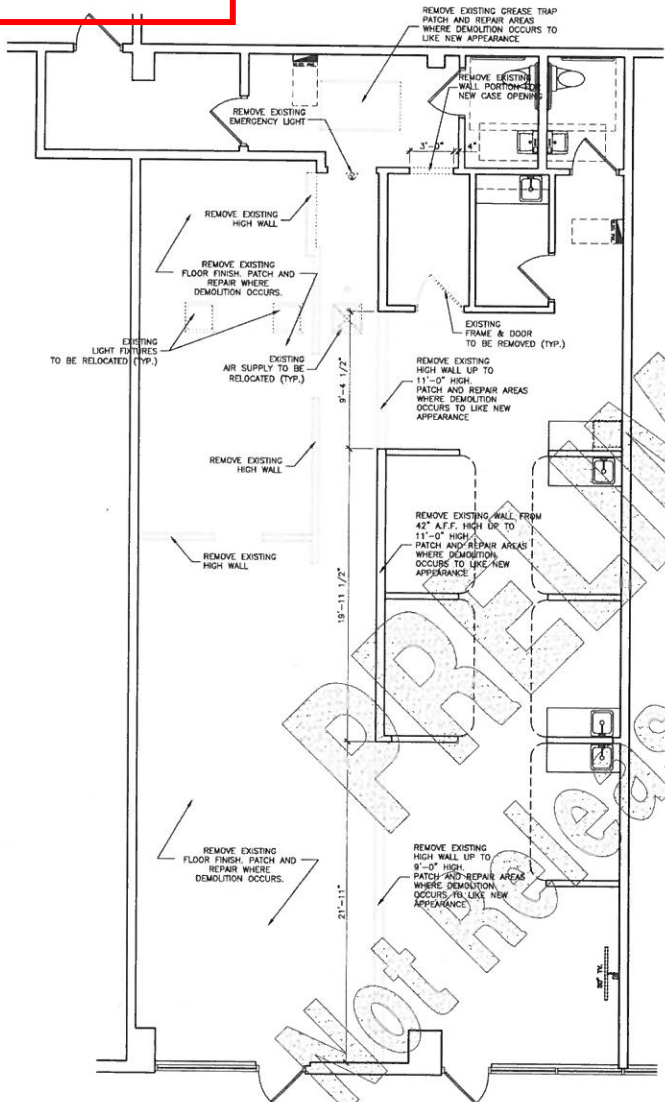 REMOVE EXISTING GREASE TRAP
PATCH AND REPAIR AREAS
WHERE DEMOLITION OCCURS TO
LIKE NEW APPEARANCE
REMOVE EXISTING
WALL PORTION FOR
NEW CASE OPENING
REMOVE EXISTING
EMERGENCY LIGHT
3'-0"
4"
REMOVE EXISTING
HIGH WALL
REMOVE EXISTING
FLOOR FINISH. PATCH AND
REPAIR WHERE
DEMOLITION OCCURS.
EXISTING
LIGHT FIXTURES
TO BE RELOCATED (TYP.)
EXISTING
AIR SUPPLY TO BE
RELOCATED (TYP.)
EXISTING
FRAME & DOOR
TO BE REMOVED (TYP.)
9'-4 1/2"
REMOVE EXISTING
HIGH WALL UP TO
11'-0" HIGH.
PATCH AND REPAIR AREAS
WHERE DEMOLITION
OCCURS TO LIKE NEW
APPEARANCE
REMOVE EXISTING
HIGH WALL
REMOVE EXISTING WALL FROM
42" A.F.F. HIGH UP TO
11'-0" HIGH.
PATCH AND REPAIR AREAS
WHERE DEMOLITION
OCCURS TO LIKE NEW
APPEARANCE
REMOVE EXISTING
HIGH WALL
19'-11 1/2"
REMOVE EXISTING
FLOOR FINISH. PATCH AND
REPAIR WHERE
DEMOLITION OCCURS.
REMOVE EXISTING
HIGH WALL UP TO
9'-0" HIGH.
PATCH AND REPAIR AREAS
WHERE DEMOLITION
OCCURS TO LIKE NEW
APPEARANCE
21'-11"
PRELIM
Not Releas